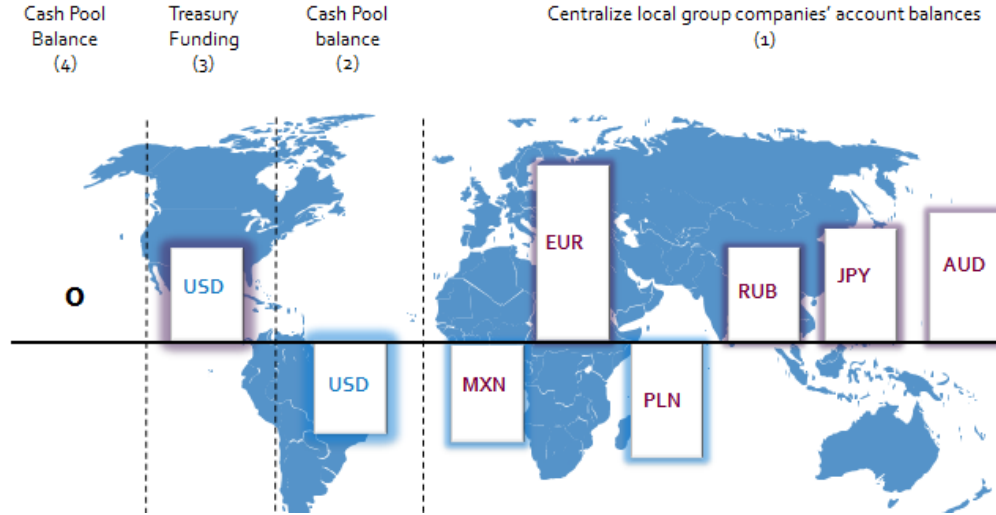 Cash Pool
Balance
(4)
Treasury
Funding
(3)
Cash Pool
balance
(2)
Centralize local group companies' account balances
(1)
0
USD
USD
MXN
EUR
PLN
RUB
JPY
AUD